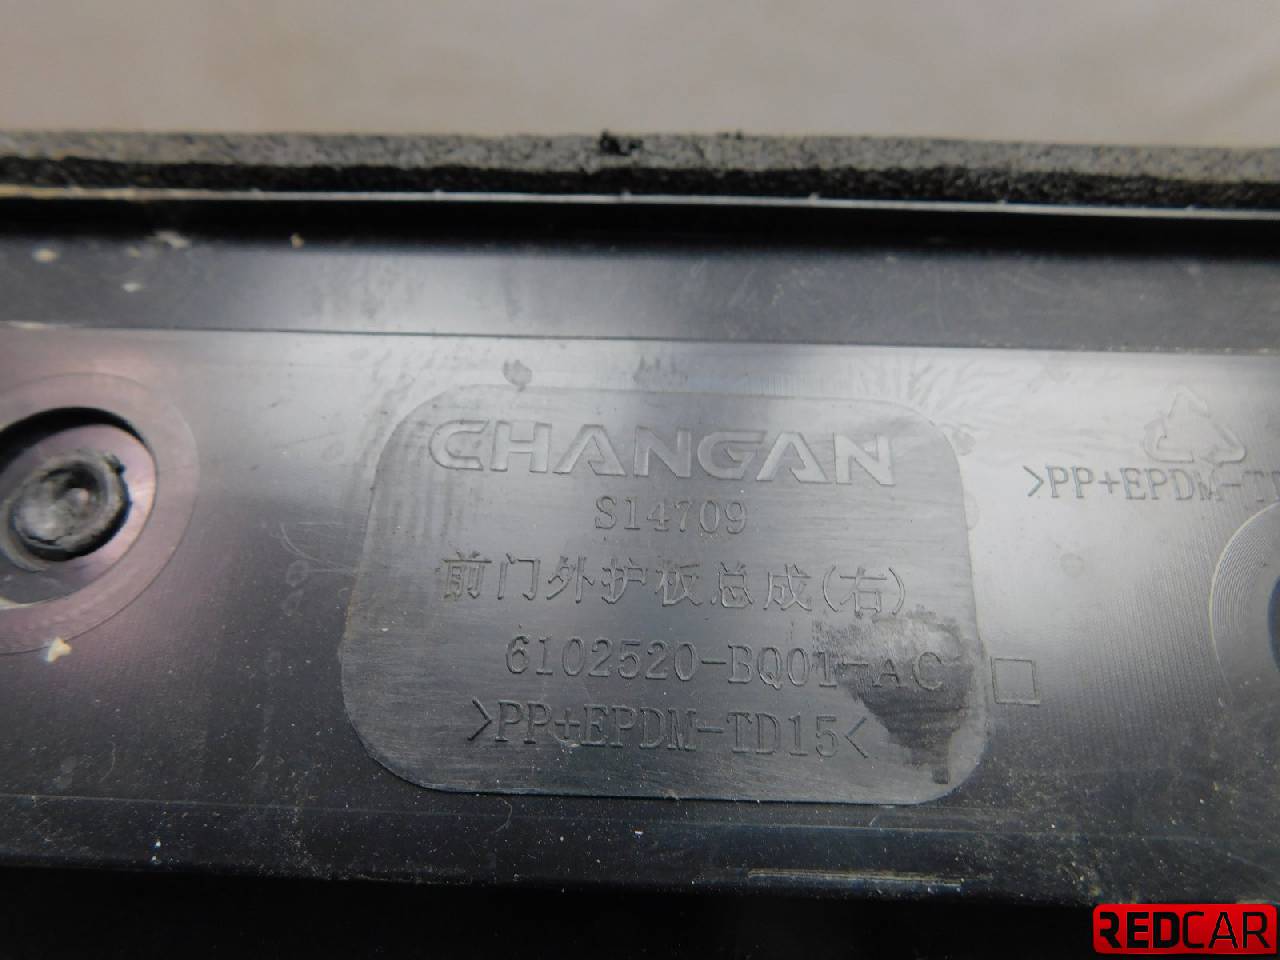 CHANGAN
S14709
前门外护板总成(右)
6102520-BQ01-AC
>PP+EPDM-TD15<
>PP+EPDM-T
REDCAR